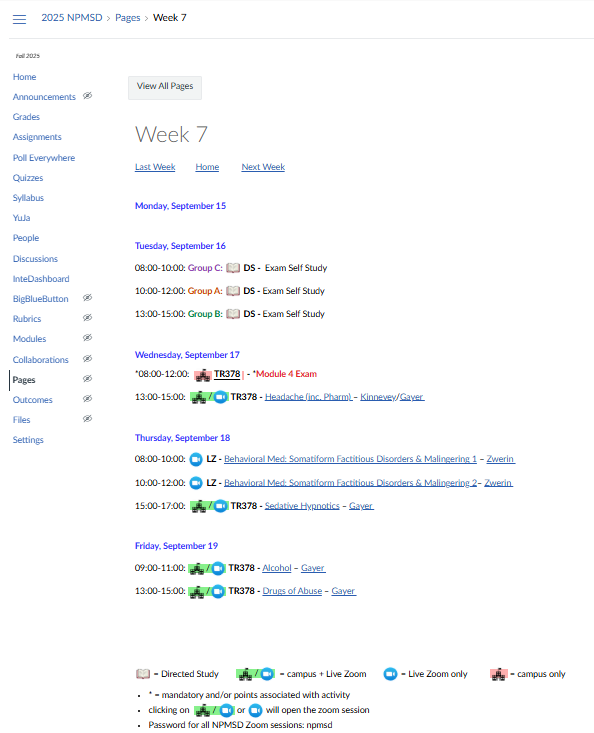 2025 NPMSD › Pages › Week 7
Fall 2025
Home
Announcements
Grades
Assignments
Poll Everywhere
Quizzes
Syllabus
YuJa
People
Discussions
InteDashboard
BigBlueButton
Rubrics
Modules
Collaborations
Pages
Outcomes
Files
Settings
View All Pages
Week 7
Last Week Home Next Week
Monday, September 15
Tuesday, September 16
08:00-10:00: Group C: DS - Exam Self Study
10:00-12:00: Group A: DS - Exam Self Study
13:00-15:00: Group B: DS - Exam Self Study
Wednesday, September 17
*08:00-12:00: TR378 | - *Module 4 Exam
13:00-15:00: / TR378 - Headache (inc. Pharm) – Kinnevey/Gayer
Thursday, September 18
08:00-10:00: LZ - Behavioral Med: Somatiform Factitious Disorders & Malingering 1 – Zwerin
10:00-12:00: LZ - Behavioral Med: Somatiform Factitious Disorders & Malingering 2– Zwerin
15:00-17:00: / TR378 - Sedative Hypnotics – Gayer
Friday, September 19
09:00-11:00: / TR378 - Alcohol – Gayer
13:00-15:00: / TR378 - Drugs of Abuse – Gayer
= Directed Study / = campus + Live Zoom = Live Zoom only = campus only
• * = mandatory and/or points associated with activity
• clicking on / or will open the zoom session
• Password for all NPMSD Zoom sessions: npmsd